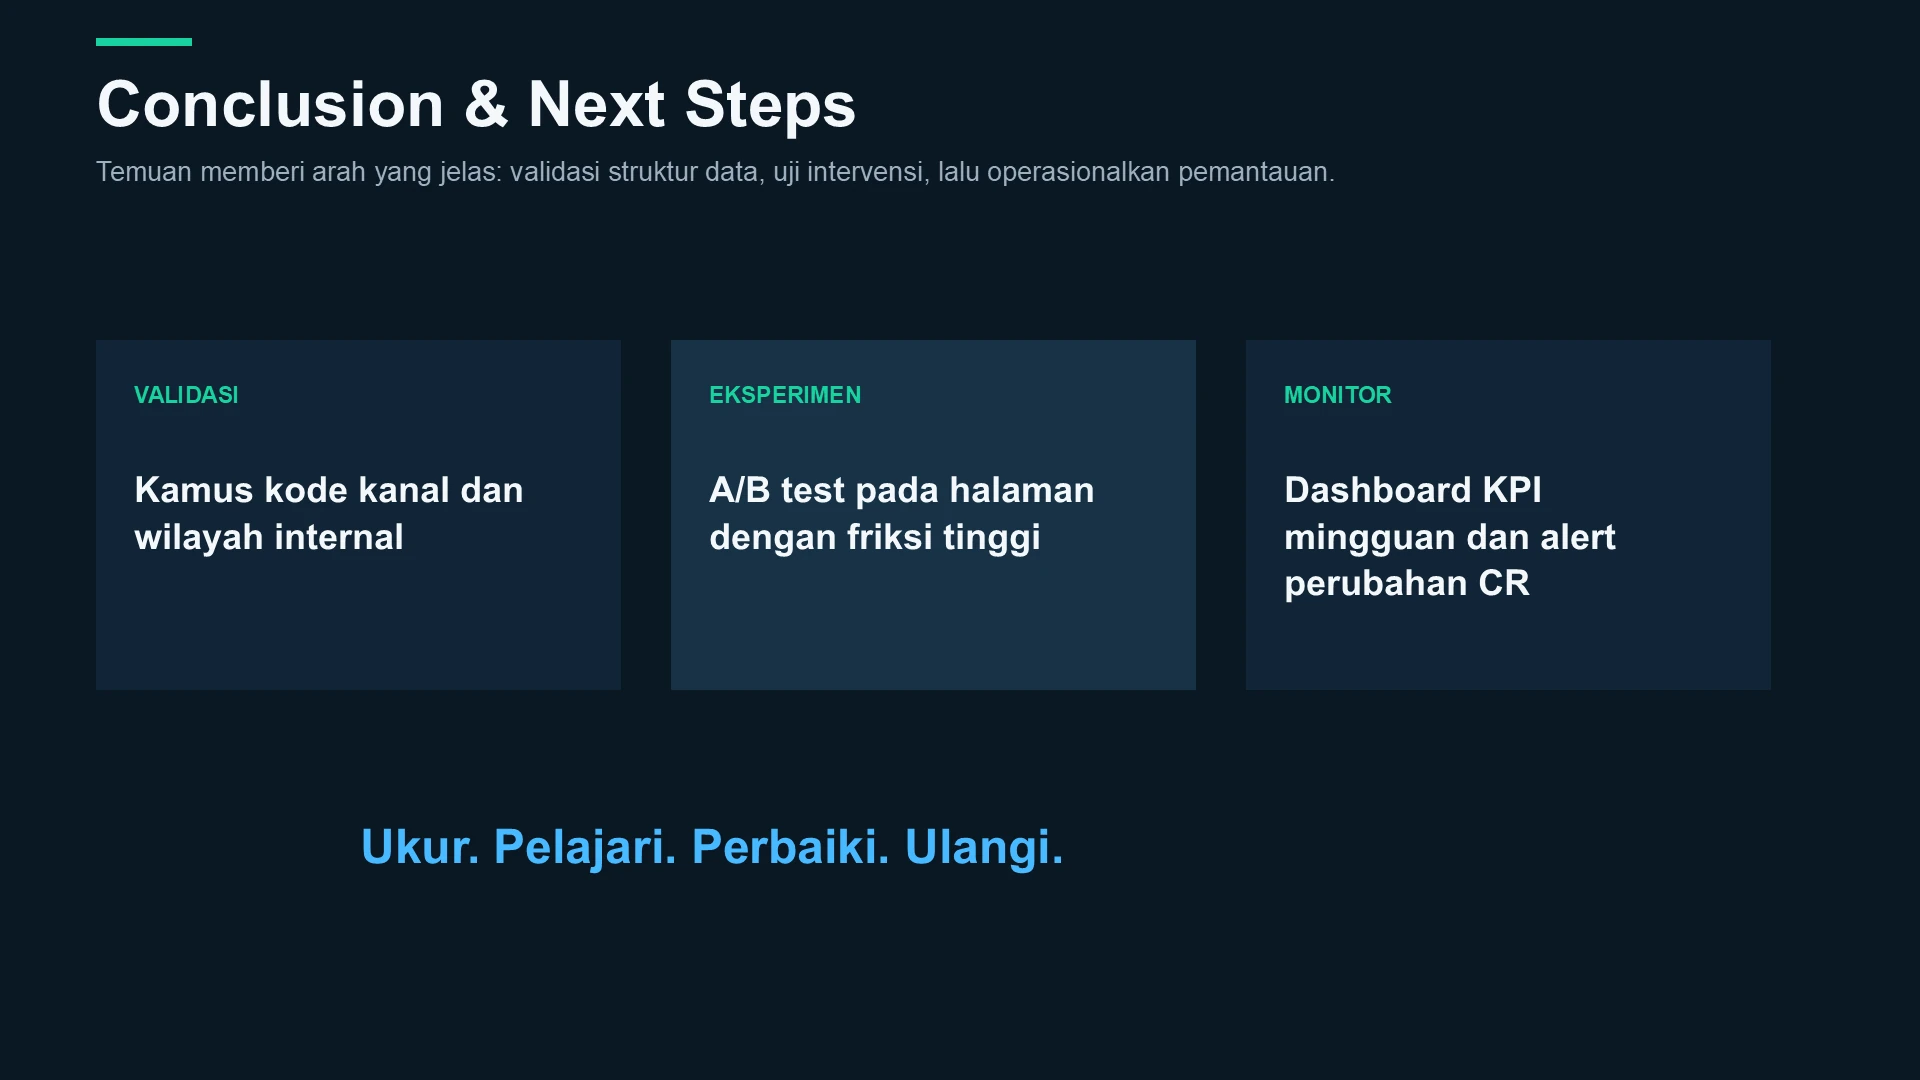 Conclusion & Next Steps
Temuan memberi arah yang jelas: validasi struktur data, uji intervensi, lalu operasionalkan pemantauan.
VALIDASI
Kamus kode kanal dan
wilayah internal
EKSPERIMEN
A/B test pada halaman
dengan friksi tinggi
MONITOR
Dashboard KPI
mingguan dan alert
perubahan CR
Ukur. Pelajari. Perbaiki. Ulangi.